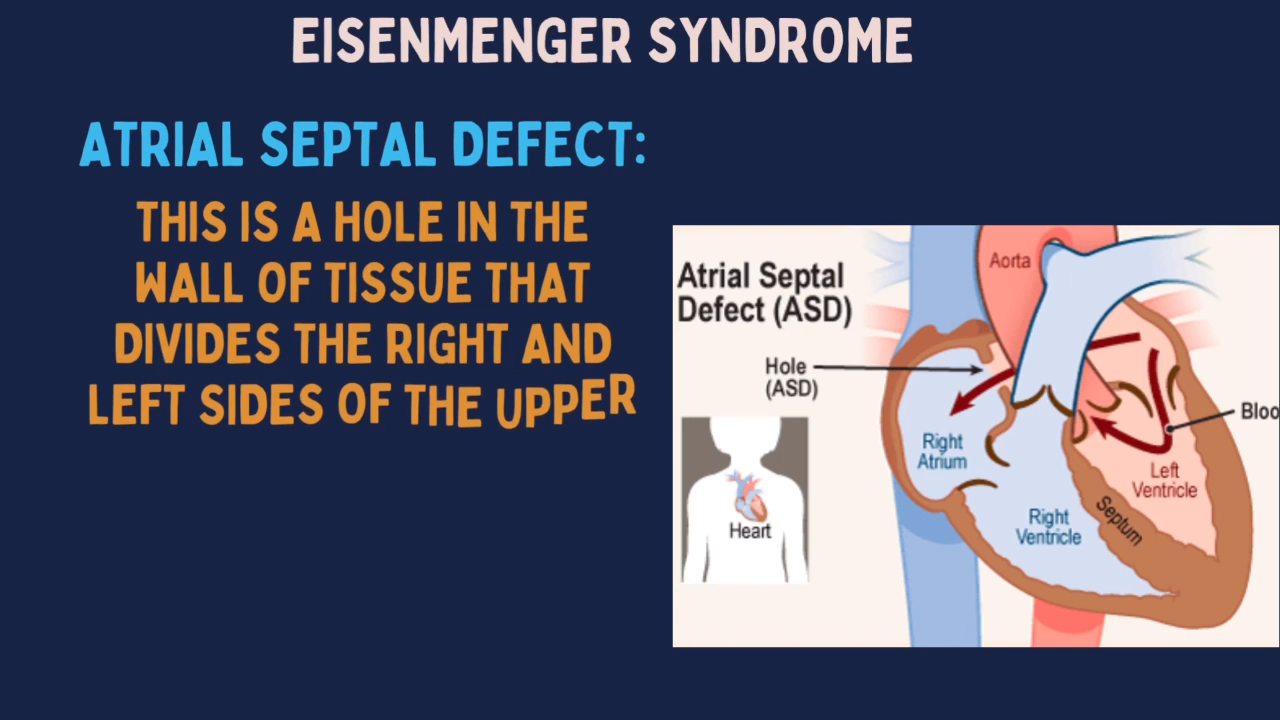 EISENMENGER SYNDROME
ATRIAL SEPTAL DEFECT:
THIS IS A HOLE IN THE
WALL OF TISSUE THAT
DIVIDES THE RIGHT AND
LEFT SIDES OF THE UPPER
Atrial Septal
Defect (ASD)
Aorta
Hole
(ASD)
Bloo
Right
Atrium
Left
Ventricle
Septum
Right
Ventricle
Heart